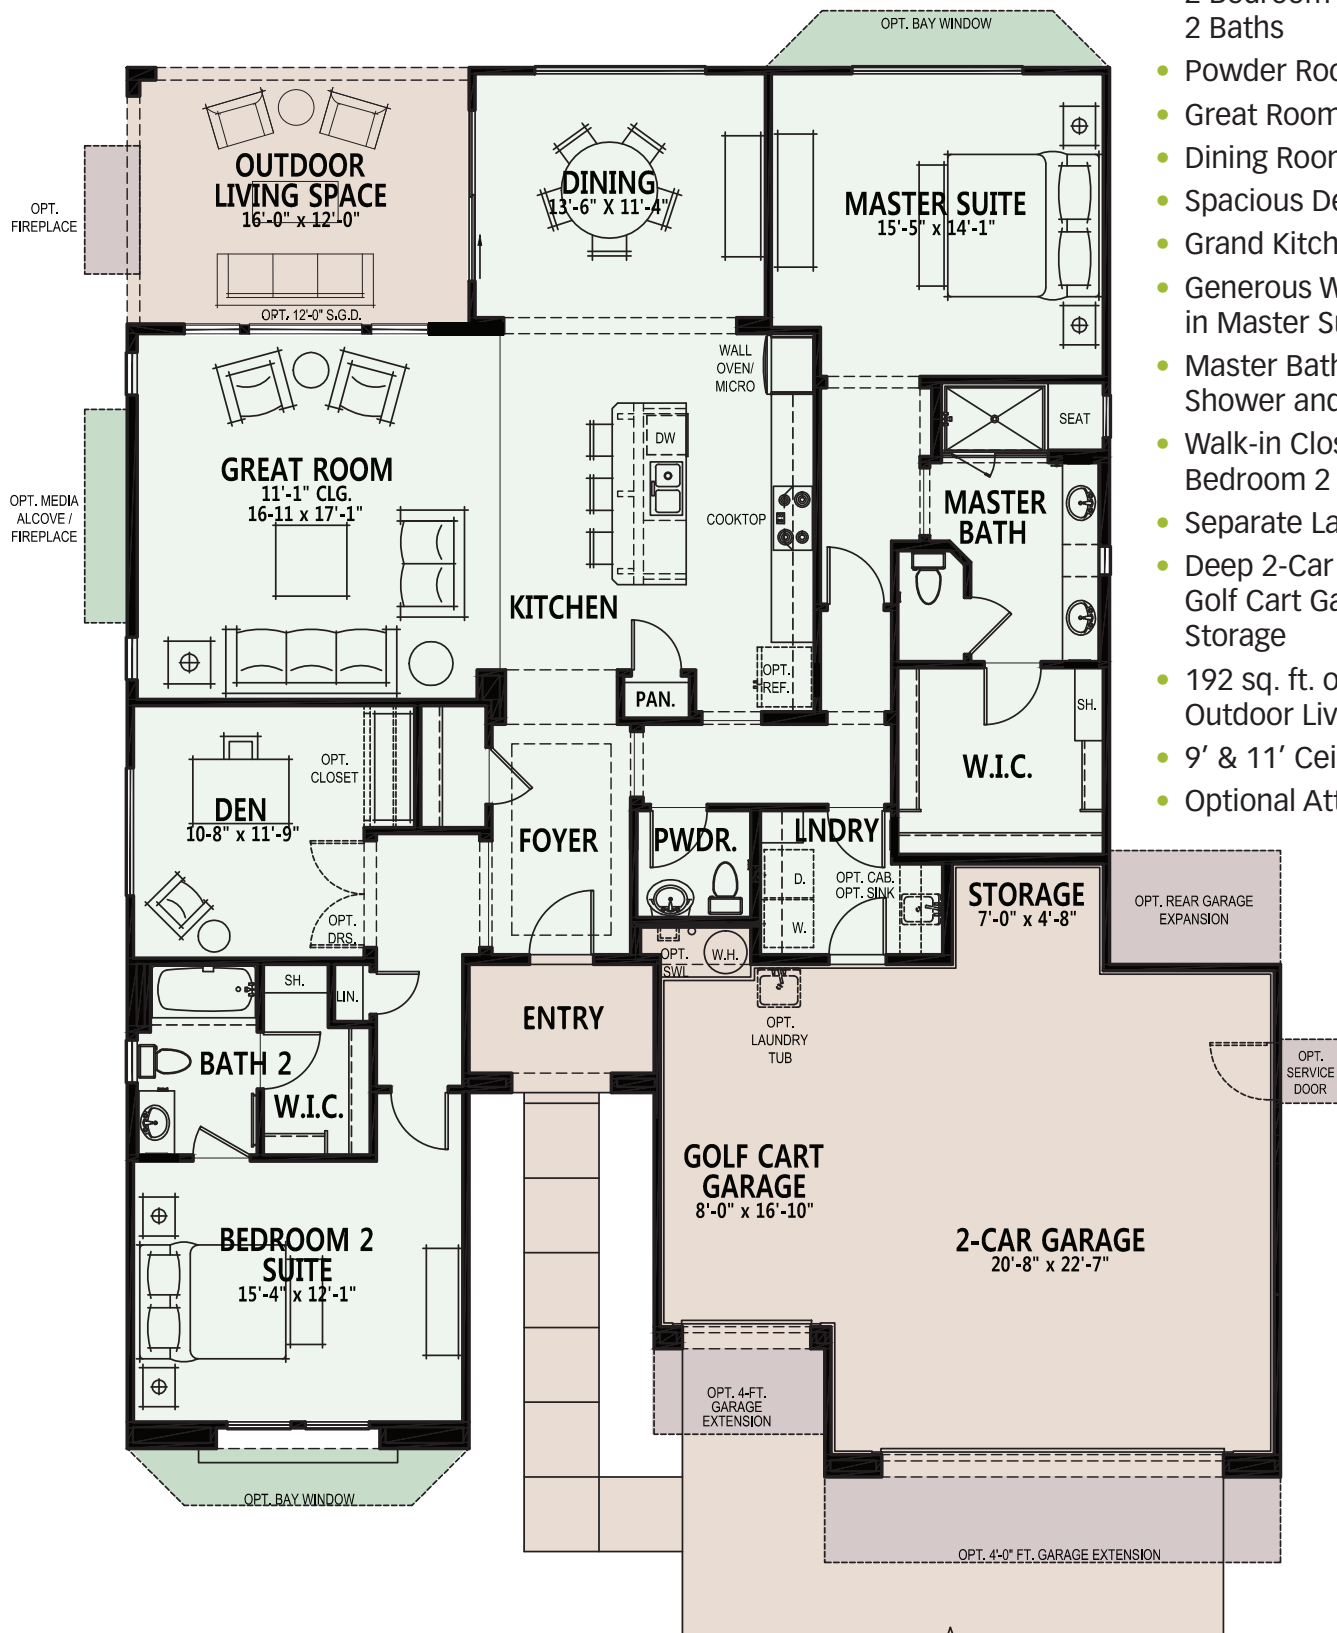 OPT. BAY WINDOW
OUTDOOR
LIVING SPACE
16'-0" x 12'-0"
OPT.
FIREPLACE
OPT. 12'-0" S.G.D.
DINING
13'-6" X 11'-4"
MASTER SUITE
15'-5" x 14'-1"
WALL
OVEN/
MICRO
DW
SEAT
GREAT ROOM
11'-1" CLG.
16-11 x 17'-1"
OPT. MEDIA
ALCOVE /
FIREPLACE
COOKTOP
MASTER
BATH
KITCHEN
OPT.
REF.
PAN.
SH.
W.I.C.
OPT.
CLOSET
DEN
10-8" x 11'-9"
OPT.
DRS.
FOYER
PWDR.
LNDRY
D.
W.
OPT. CAB.
OPT. SINK
STORAGE
7'-0" x 4'-8"
OPT. REAR GARAGE
EXPANSION
OPT.
SWL
W.H.
SH.
LIN.
ENTRY
OPT.
LAUNDRY
TUB
OPT.
SERVICE
DOOR
BATH 2
W.I.C.
GOLF CART
GARAGE
8'-0" x 16'-10"
2-CAR GARAGE
20'-8" x 22'-7"
BEDROOM 2
SUITE
15'-4" x 12'-1"
OPT. 4-FT.
GARAGE
EXTENSION
OPT. BAY WINDOW
OPT. 4'-0" FT. GARAGE EXTENSION
2 Bedroom
2 Baths
• Powder Roo
• Great Room
• Dining Room
• Spacious De
• Grand Kitch
• Generous W
in Master Su
• Master Bath
Shower and
• Walk-in Clos
Bedroom 2
• Separate La
• Deep 2-Car
Golf Cart Ga
Storage
• 192 sq. ft. o
Outdoor Liv
• 9' & 11' Cei
• Optional Att